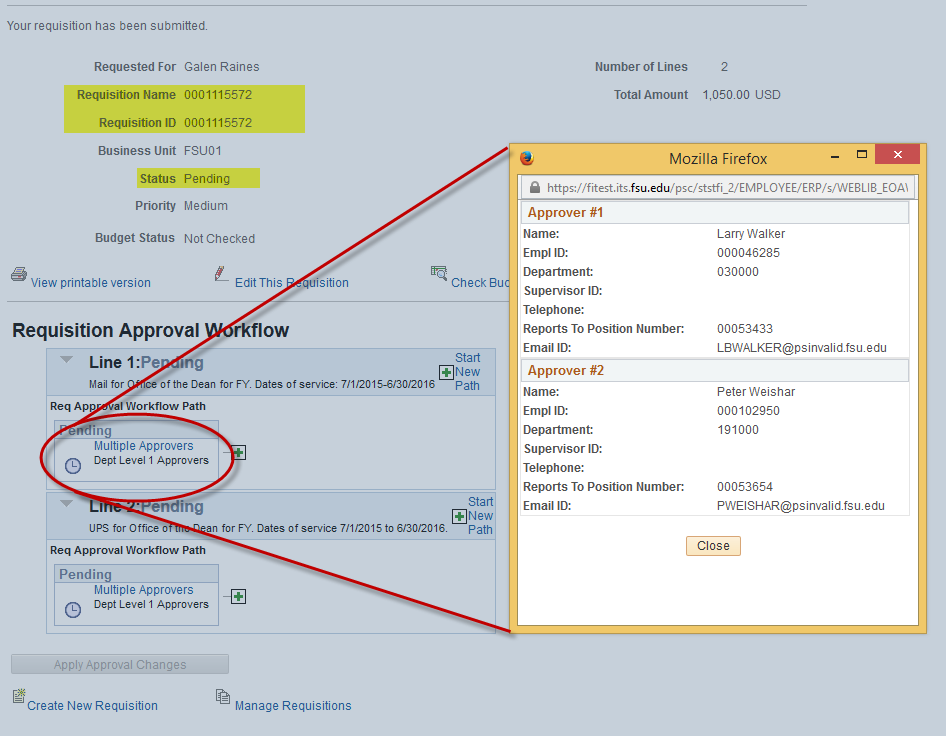 Your requisition has been submitted.
Requested For Galen Raines
Number of Lines 2
Requisition Name 0001115572
Total Amount 1,050.00 USD
Requisition ID 0001115572
Business Unit FSU01
Status Pending
Priority Medium
Budget Status Not Checked
View printable version
Edit This Requisition
Check Bud
Requisition Approval Workflow
Line 1:Pending
Mail for Office of the Dean for FY. Dates of service: 7/1/2015-6/30/2016
Start
New
Path
Req Approval Workflow Path
Pending
Multiple Approvers
Dept Level 1 Approvers
Line 2:Pending
UPS for Office of the Dean for FY. Dates of service 7/1/2015 to 6/30/2016.
Start
New
Path
Req Approval Workflow Path
Pending
Multiple Approvers
Dept Level 1 Approvers
Apply Approval Changes
Create New Requisition
Manage Requisitions
Mozilla Firefox
https://fitest.its.fsu.edu/psc/ststfi_2/EMPLOYEE/ERP/s/WEBLIB_EOAW
Approver #1
Name: Larry Walker
Empl ID: 000046285
Department: 030000
Supervisor ID:
Telephone:
Reports To Position Number: 00053433
Email ID: LBWALKER@psinvalid.fsu.edu
Approver #2
Name: Peter Weishar
Empl ID: 000102950
Department: 191000
Supervisor ID:
Telephone:
Reports To Position Number: 00053654
Email ID: PWEISHAR@psinvalid.fsu.edu
Close